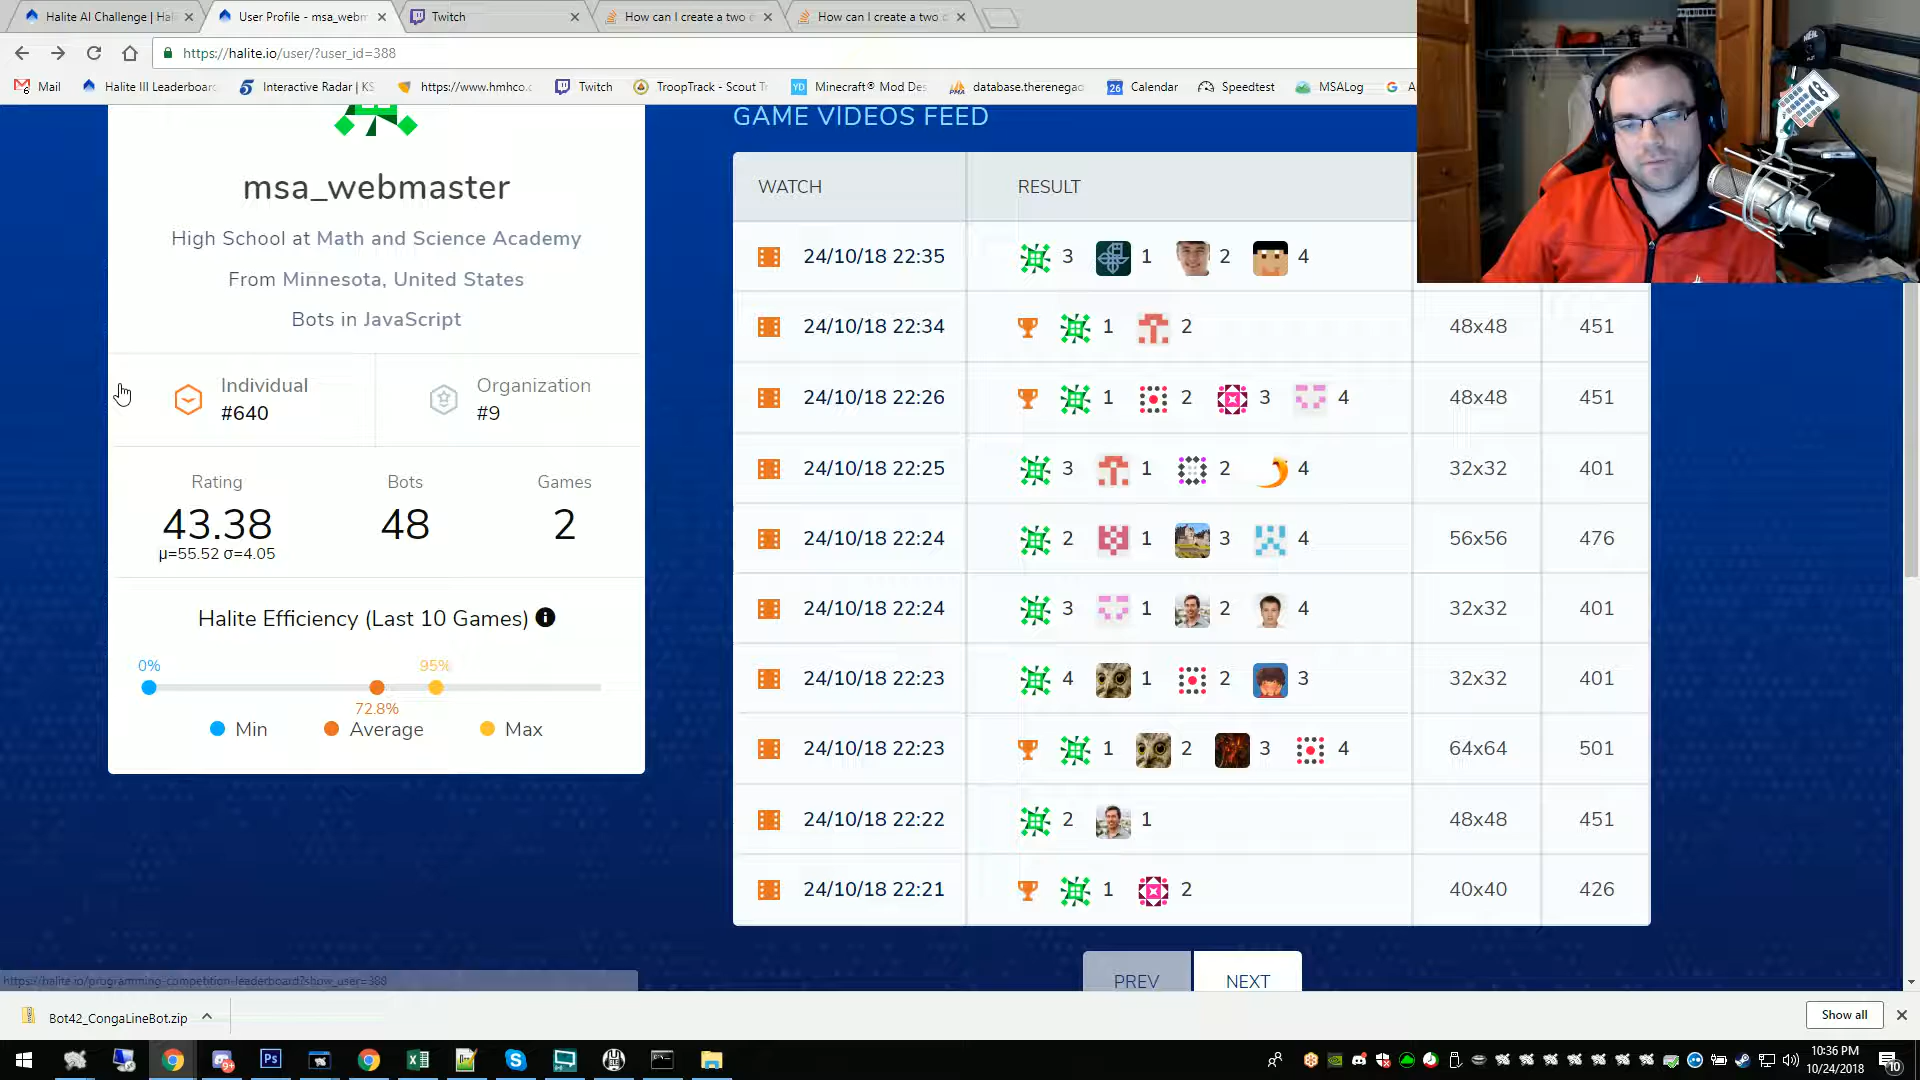 Halite AI Challenge | Hal
User Profile - msa_webm
Twitch
How can I create a two
How can I create a two
https://halite.io/user/?user_id=388
Mail
Halite III Leaderboar
Interactive Radar | KS
https://www.hmhco.c
Twitch
TroopTrack - Scout T
Minecraft® Mod Des
database.therenegad
Calendar
Speedtest
MSALog
GAME VIDEOS FEED
msa_webmaster
High School at Math and Science Academy
From Minnesota, United States
Bots in JavaScript
Individual
#640
Organization
#9
Rating
43.38
µ=55.52 σ=4.05
Bots
48
Games
2
Halite Efficiency (Last 10 Games)
0%
95%
72.8%
Min
Average
Max
WATCH RESULT
24/10/18 22:35 3 1 2 4
24/10/18 22:34 1 2 48x48 451
24/10/18 22:26 1 2 3 4 48x48 451
24/10/18 22:25 3 1 2 4 32x32 401
24/10/18 22:24 2 1 3 4 56x56 476
24/10/18 22:24 3 1 2 4 32x32 401
24/10/18 22:23 4 1 2 3 32x32 401
24/10/18 22:23 1 2 3 4 64x64 501
24/10/18 22:22 2 1 48x48 451
24/10/18 22:21 1 2 40x40 426
PREV
NEXT
https://halite.io/programming-competition-leaderboard?show_user=388
Bot42_CongaLineBot.zip
Show all
10:36 PM
10/24/2018